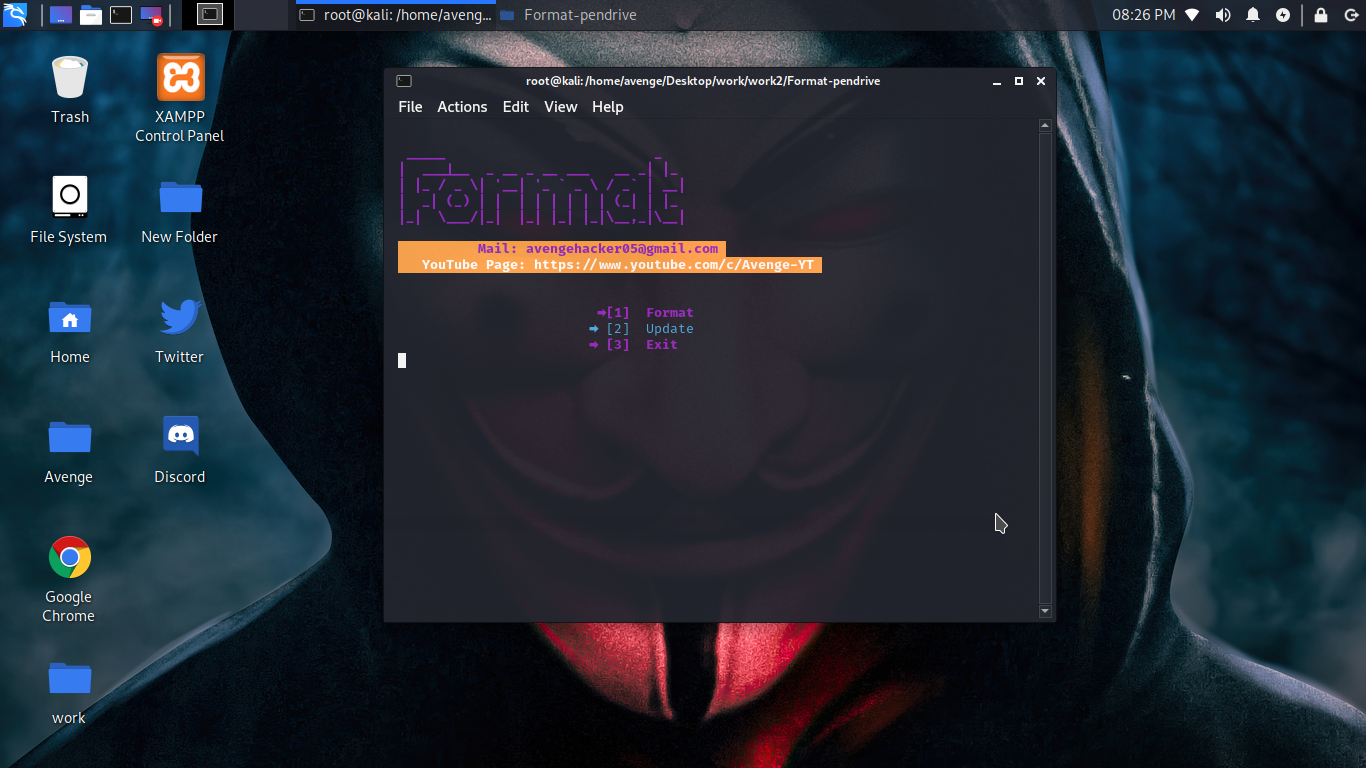 root@kali: /home/aveng...
Format-pendrive
08:26 PM
Trash
XAMPP
Control Panel
File System
New Folder
Home
Twitter
Avenge
Discord
Google
Chrome
work
root@kali: /home/avenge/Desktop/work/work2/Format-pendrive
File Actions Edit View Help
Format
Mail: avengehacker05@gmail.com
YouTube Page: https://www.youtube.com/c/Avenge-YT
⇒[1] Format
➡ [2] Update
➡ [3] Exit